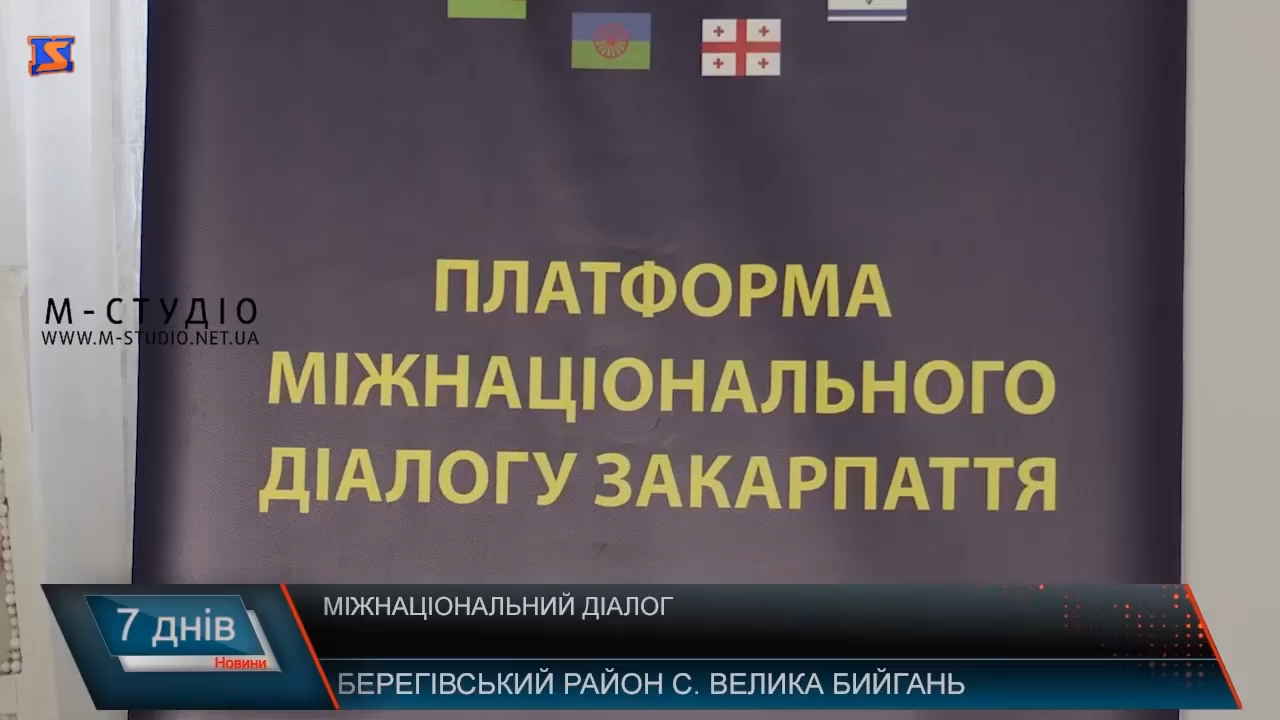 М-СТУДІО
WWW.M-STUDIO.NET.UA
ПЛАТФОРМА
МІЖНАЦІОНАЛЬНОГО
ДІАЛОГУ ЗАКАРПАТТЯ
7 днів
Новини
МІЖНАЦІОНАЛЬНИЙ ДІАЛОГ
БЕРЕГІВСЬКИЙ РАЙОН С. ВЕЛИКА БИЙГАНЬ